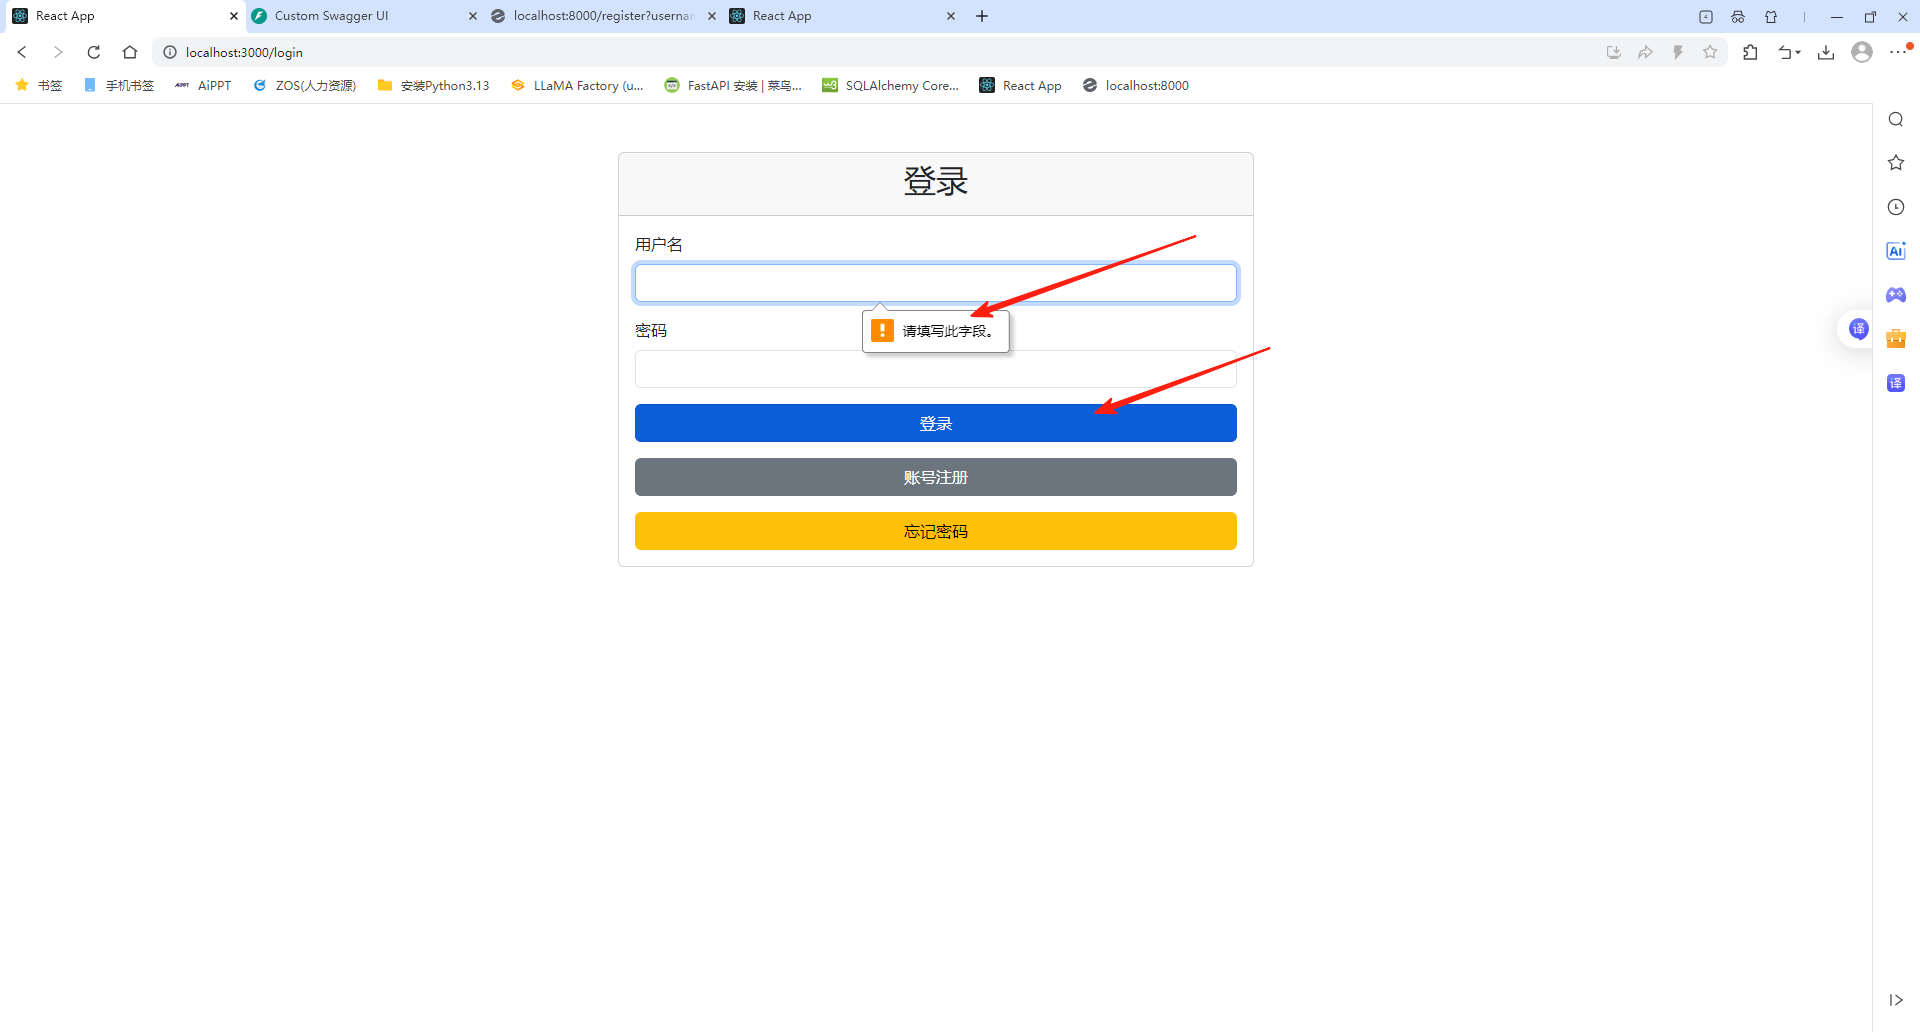 React App
Custom Swagger UI
localhost:8000/register?userna
React App
localhost:3000/login
书签
手机书签
AiPPT
ZOS(人力资源)
安装Python3.13
LLaMA Factory (u...
FastAPI 安装 | 菜鸟...
SQLAlchemy Core...
React App
localhost:8000
登录
用户名
请填写此字段。
密码
登录
账号注册
忘记密码
AI
译
译